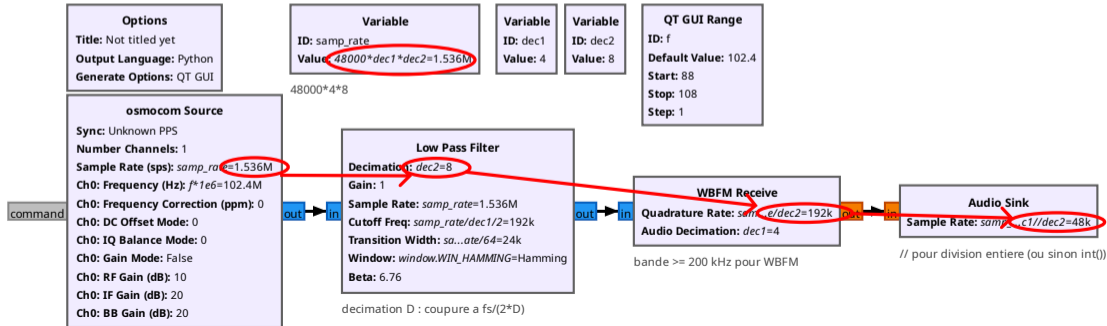 Options
Title: Not titled yet
Output Language: Python
Generate Options: QT GUI
Variable
ID: samp_rate
Value: 48000*dec1*dec2=1.536M
48000*4*8
Variable
ID: dec1
Value: 4
Variable
ID: dec2
Value: 8
QT GUI Range
ID: f
Default Value: 102.4
Start: 88
Stop: 108
Step: 1
osmocom Source
Sync: Unknown PPS
Number Channels: 1
Sample Rate (sps): samp_rate=1.536M
Ch0: Frequency (Hz): f*1e6=102.4M
Ch0: Frequency Correction (ppm): 0
Ch0: DC Offset Mode: 0
Ch0: IQ Balance Mode: 0
Ch0: Gain Mode: False
Ch0: RF Gain (dB): 10
Ch0: IF Gain (dB): 20
Ch0: BB Gain (dB): 20
command
out
in
Low Pass Filter
Decimation: dec2=8
Gain: 1
Sample Rate: samp_rate=1.536M
Cutoff Freq: samp_rate/dec1/2=192k
Transition Width: sa...ate/64=24k
Window: window.WIN_HAMMING=Hamming
Beta: 6.76
decimation D : coupure a fs/(2*D)
out
in
WBFM Receive
Quadrature Rate: sam...e/dec2=192k
Audio Decimation: dec1=4
bande >= 200 kHz pour WBFM
out
in
Audio Sink
Sample Rate: samp_...c1//dec2=48k
// pour division entiere (ou sinon int())